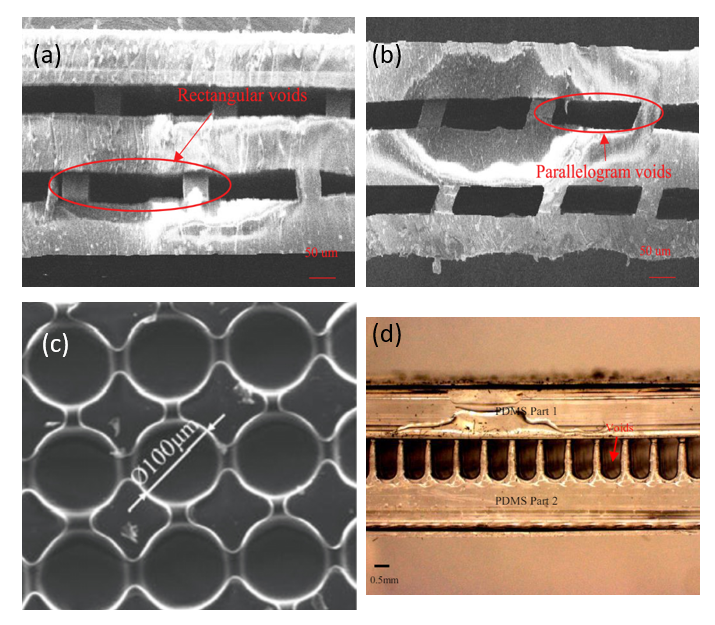 (a)
Rectangular voids
50 um
(b)
Parallelogram voids
50 um
(c)
Ø100μm
(d)
PDMS Part 1
Voids
PDMS Part 2
0.5mm